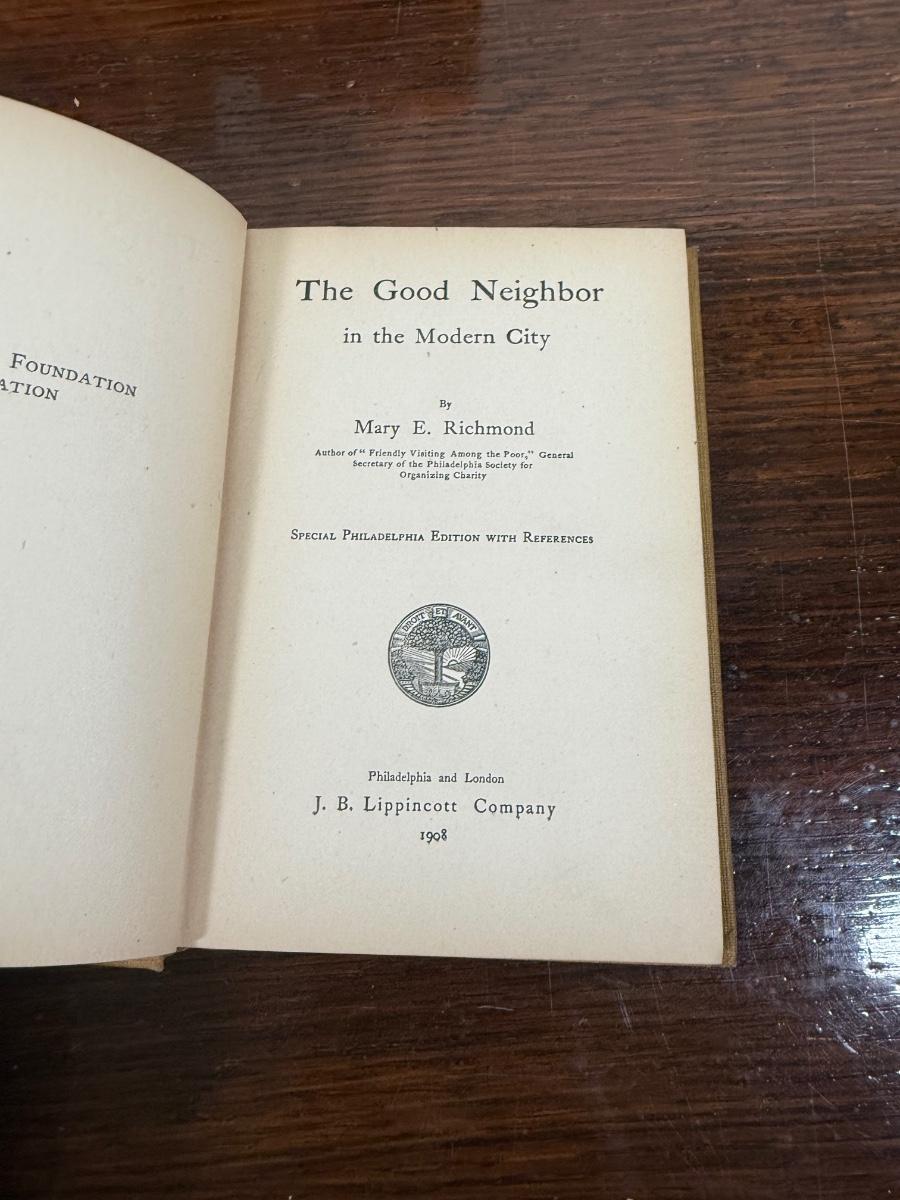 FOUNDATION
ATION
The Good Neighbor
in the Modern City
By
Mary E. Richmond
Author of “ Friendly Visiting Among the Poor,” General
Secretary of the Philadelphia Society for
Organizing Charity
SPECIAL PHILADELPHIA EDITION WITH REFERENCES
DROIT ET AVANT
Philadelphia and London
J. B. Lippincott Company
1908